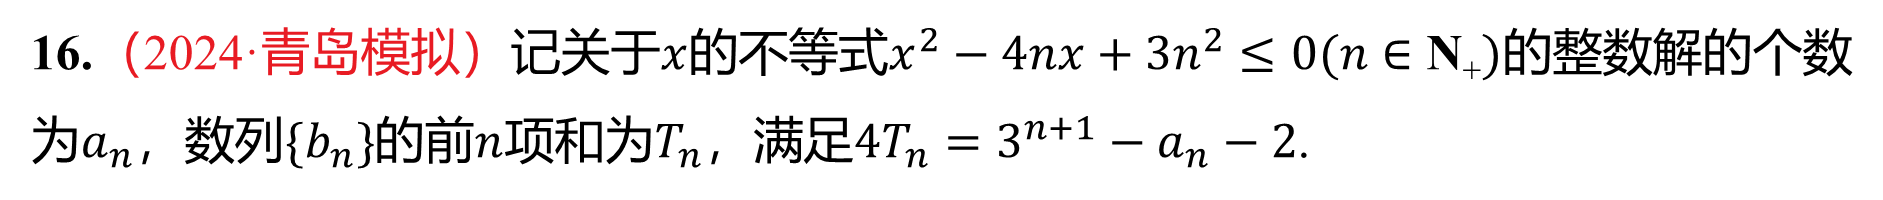 16.（2024·青岛模拟）记关于x的不等式x² − 4nx + 3n² ≤ 0(n ∈ N₊)的整数解的个数
为aₙ，数列{bₙ}的前n项和为Tₙ，满足4Tₙ = 3ⁿ⁺¹ − aₙ − 2.